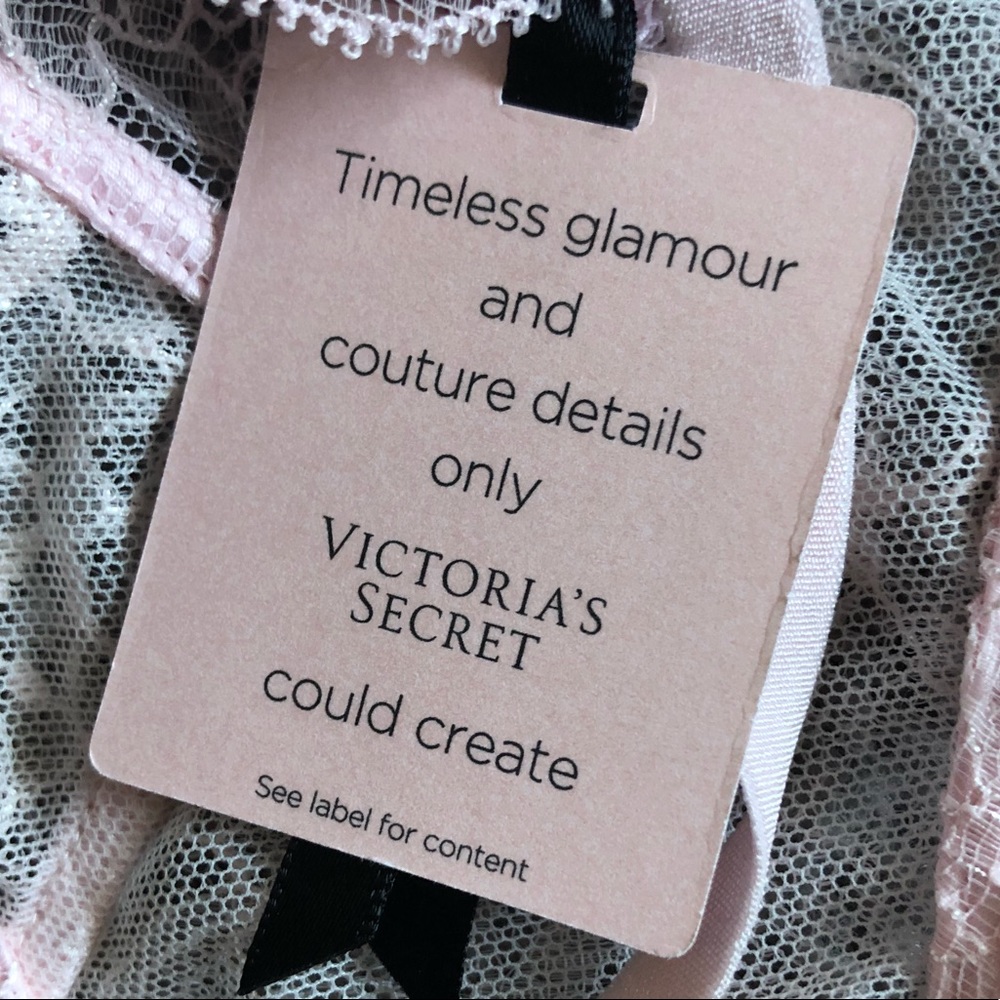 Timeless glamour
and
couture details
only
VICTORIA'S
SECRET
could create
See label for content